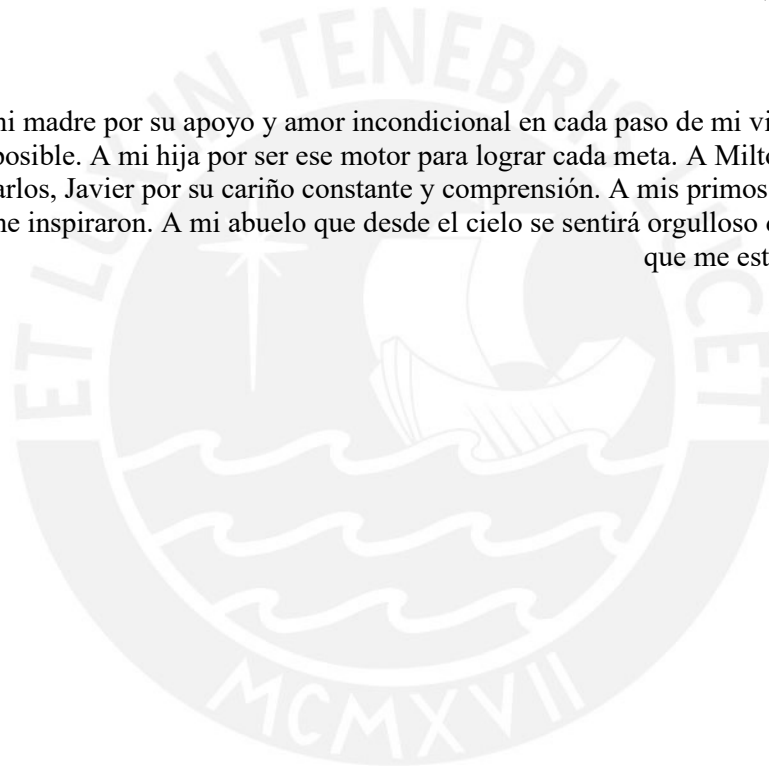 mi madre por su apoyo y amor incondicional en cada paso de mi vi
posible. A mi hija por ser ese motor para lograr cada meta. A Milto
arlos, Javier por su cariño constante y comprensión. A mis primos
me inspiraron. A mi abuelo que desde el cielo se sentirá orgulloso
que me est
ET LUX IN TENEBRIS LUCET
MCMXVII